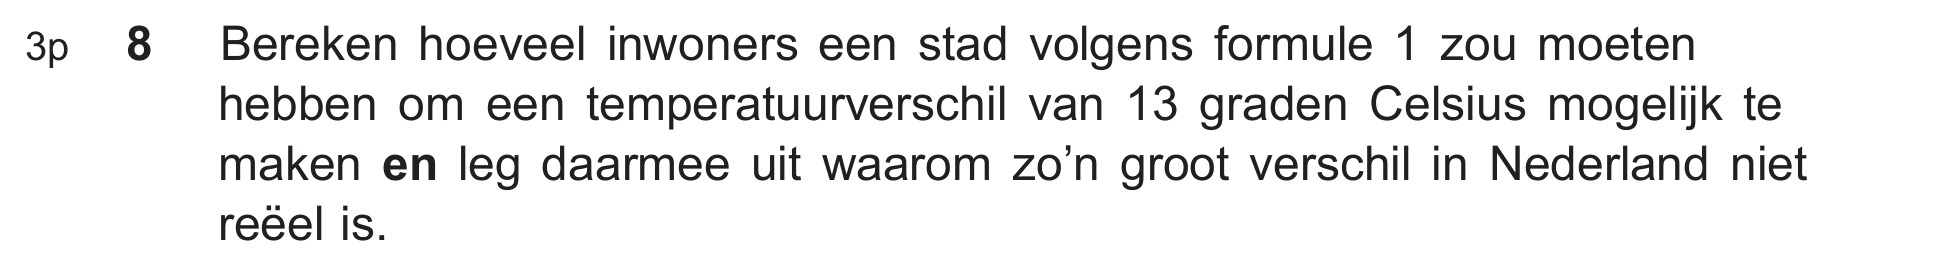 3p 8 Bereken hoeveel inwoners een stad volgens formule 1 zou moeten
hebben om een temperatuurverschil van 13 graden Celsius mogelijk te
maken en leg daarmee uit waarom zo’n groot verschil in Nederland niet
reëel is.